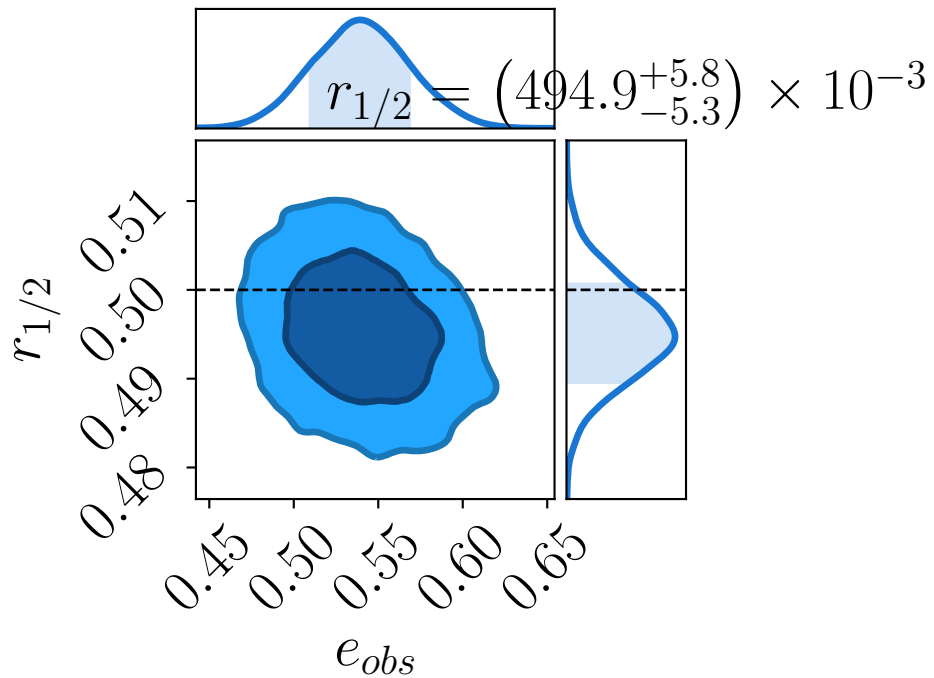 r_{1/2} = (494.9^{+5.8}_{-5.3}) × 10^{-3}
0.51
0.50
0.49
0.48
r_{1/2}
0.45 0.50 0.55 0.60 0.65
e_{obs}